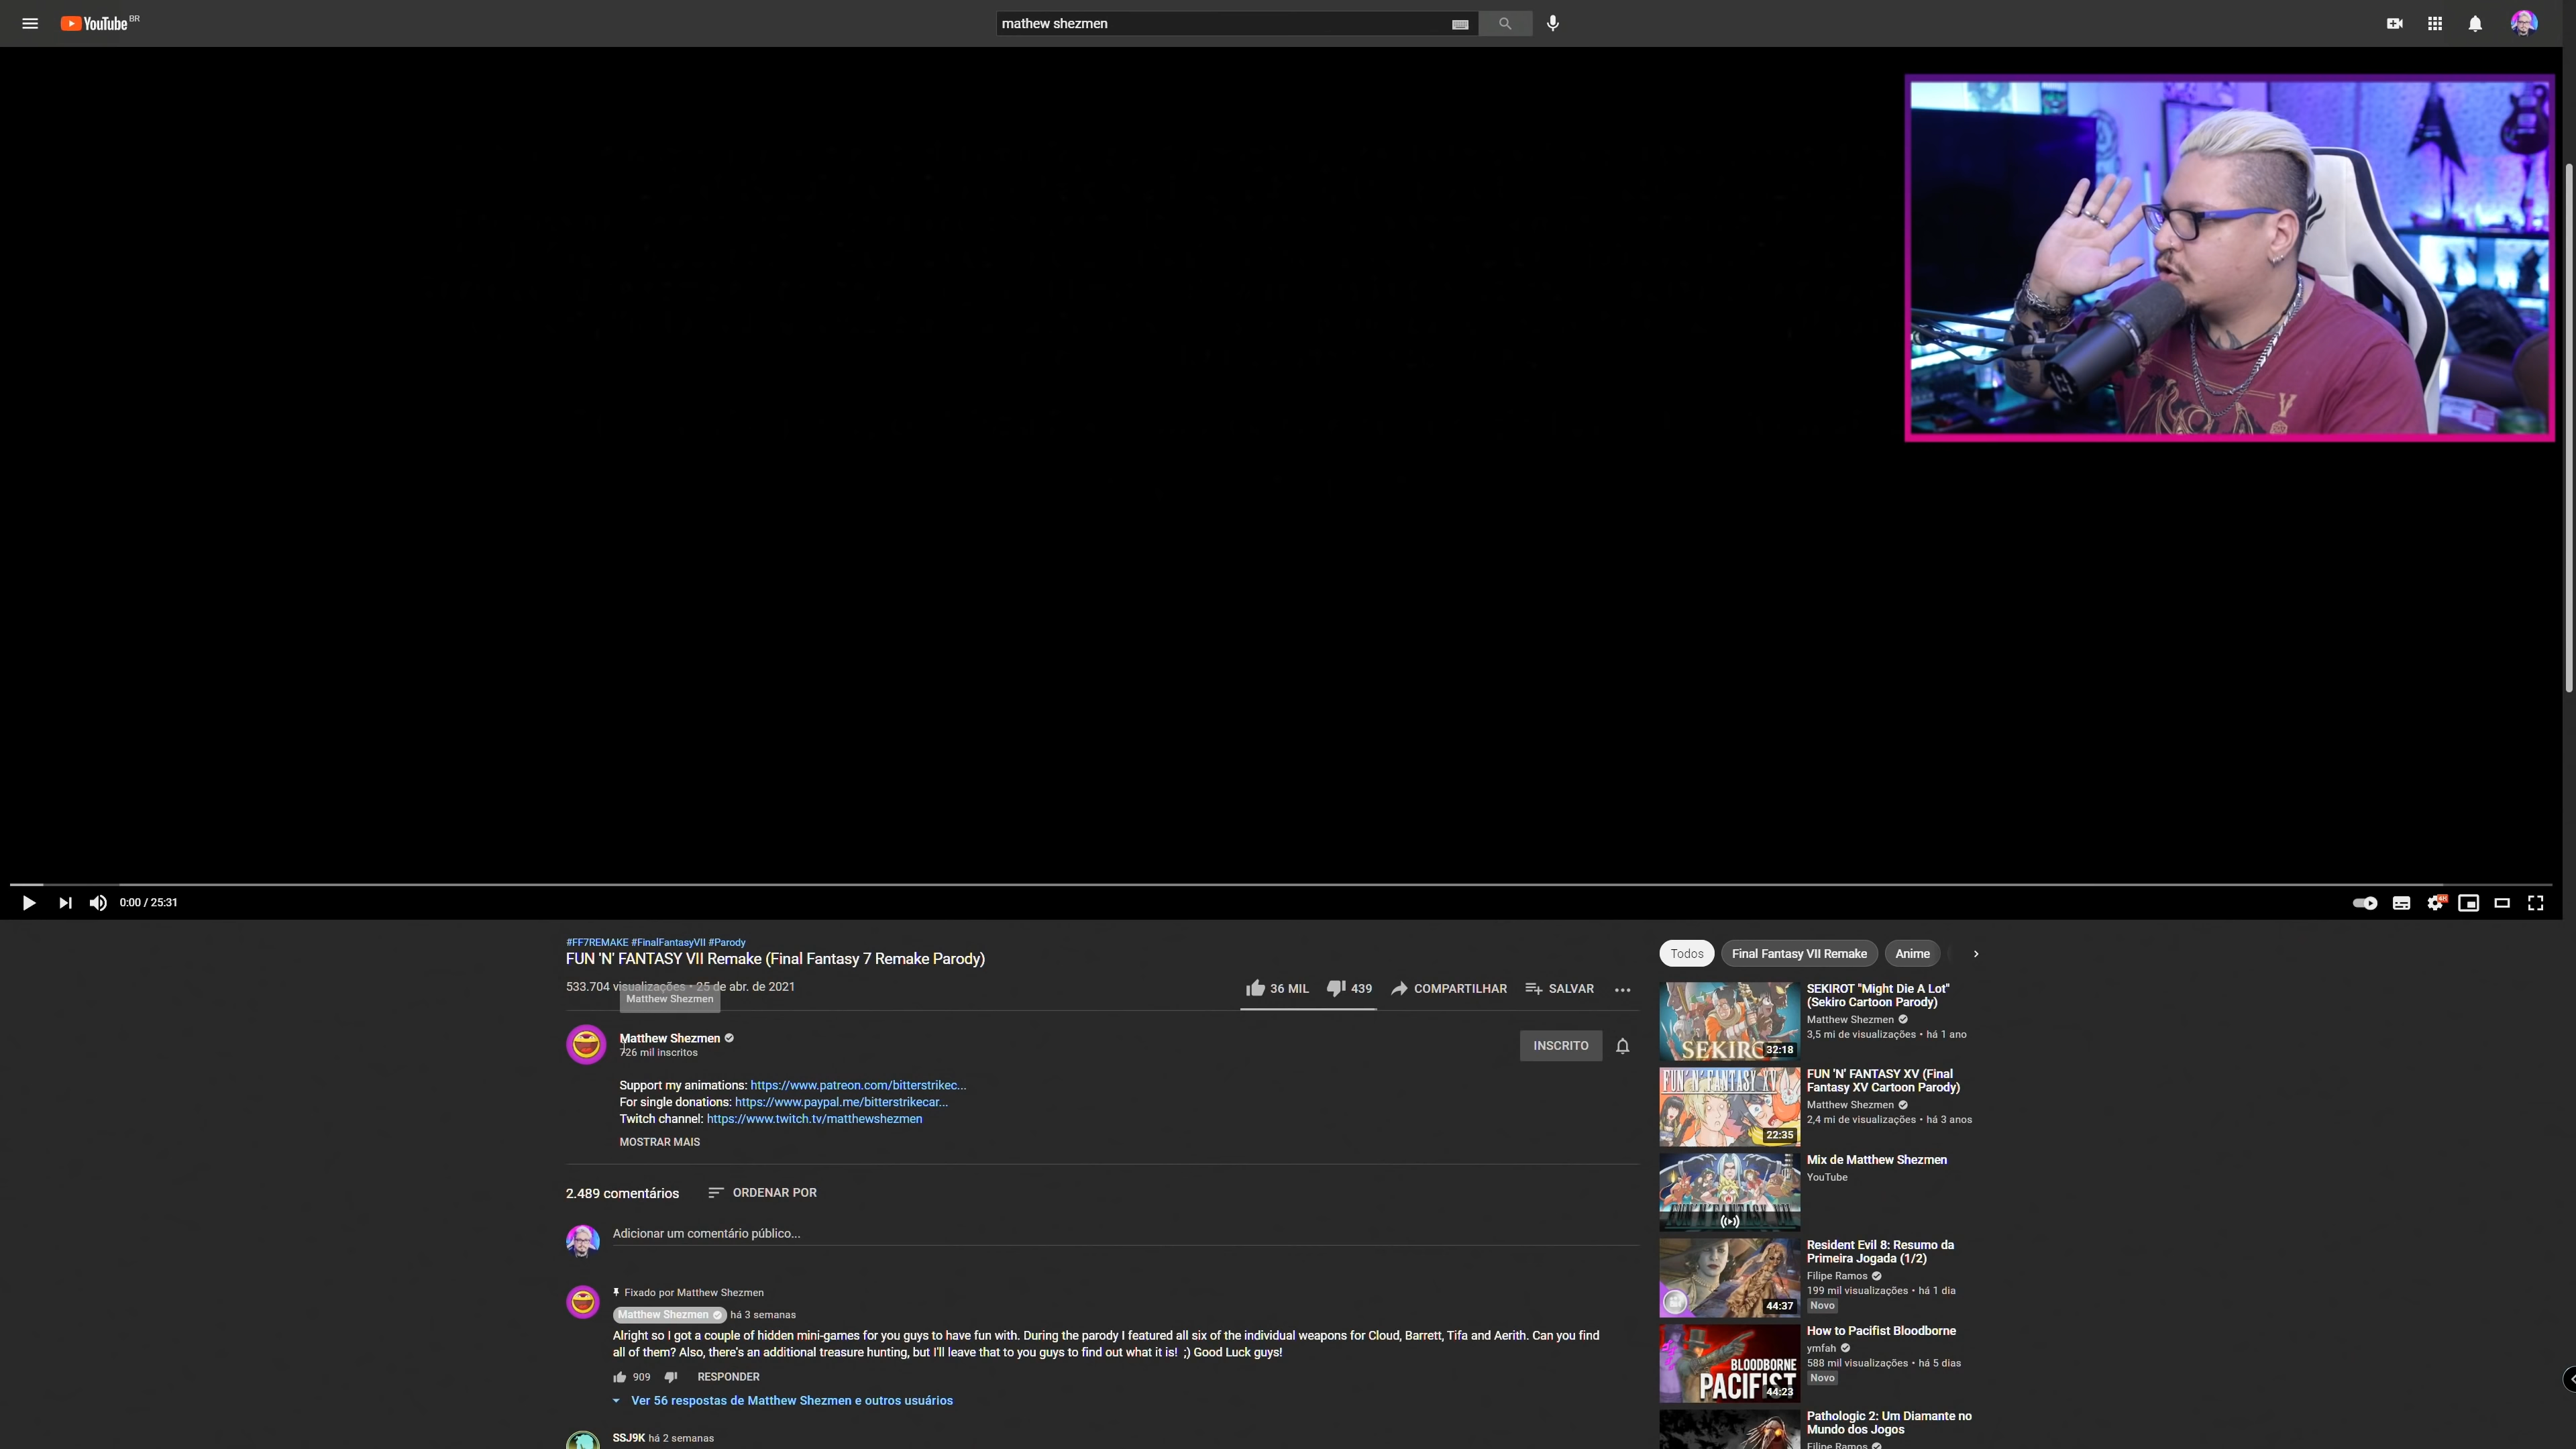 YouTube BR
mathew shezmen
0:00 / 25:31
#FF7REMAKE #FinalFantasyVII #Parody
FUN 'N' FANTASY VII Remake (Final Fantasy 7 Remake Parody)
533.704 visualizações • 25 de abr. de 2021
Matthew Shezmen
36 MIL
439
COMPARTILHAR
SALVAR
Matthew Shezmen
726 mil inscritos
INSCRITO
Support my animations: https://www.patreon.com/bitterstrikec...
For single donations: https://www.paypal.me/bitterstrikecar...
Twitch channel: https://www.twitch.tv/matthewshezmen
MOSTRAR MAIS
2.489 comentários
ORDENAR POR
Adicionar um comentário público...
Fixado por Matthew Shezmen
Matthew Shezmen há 3 semanas
Alright so I got a couple of hidden mini-games for you guys to have fun with. During the parody I featured all six of the individual weapons for Cloud, Barrett, Tifa and Aerith. Can you find
all of them? Also, there's an additional treasure hunting, but I'll leave that to you guys to find out what it is! ;) Good Luck guys!
909
RESPONDER
Ver 56 respostas de Matthew Shezmen e outros usuários
SSJ9K há 2 semanas
Todos
Final Fantasy VII Remake
Anime
SEKIRO
32:18
SEKIROT "Might Die A Lot"
(Sekiro Cartoon Parody)
Matthew Shezmen
3,5 mi de visualizações • há 1 ano
FUN 'N' FANTASY XV
22:35
FUN 'N' FANTASY XV (Final
Fantasy XV Cartoon Parody)
Matthew Shezmen
2,4 mi de visualizações • há 3 anos
Mix de Matthew Shezmen
YouTube
44:37
Resident Evil 8: Resumo da
Primeira Jogada (1/2)
Filipe Ramos
199 mil visualizações • há 1 dia
Novo
BLOODBORNE
PACIFIST
44:23
How to Pacifist Bloodborne
ymfah
588 mil visualizações • há 5 dias
Novo
Pathologic 2: Um Diamante no
Mundo dos Jogos
Filipe Ramos